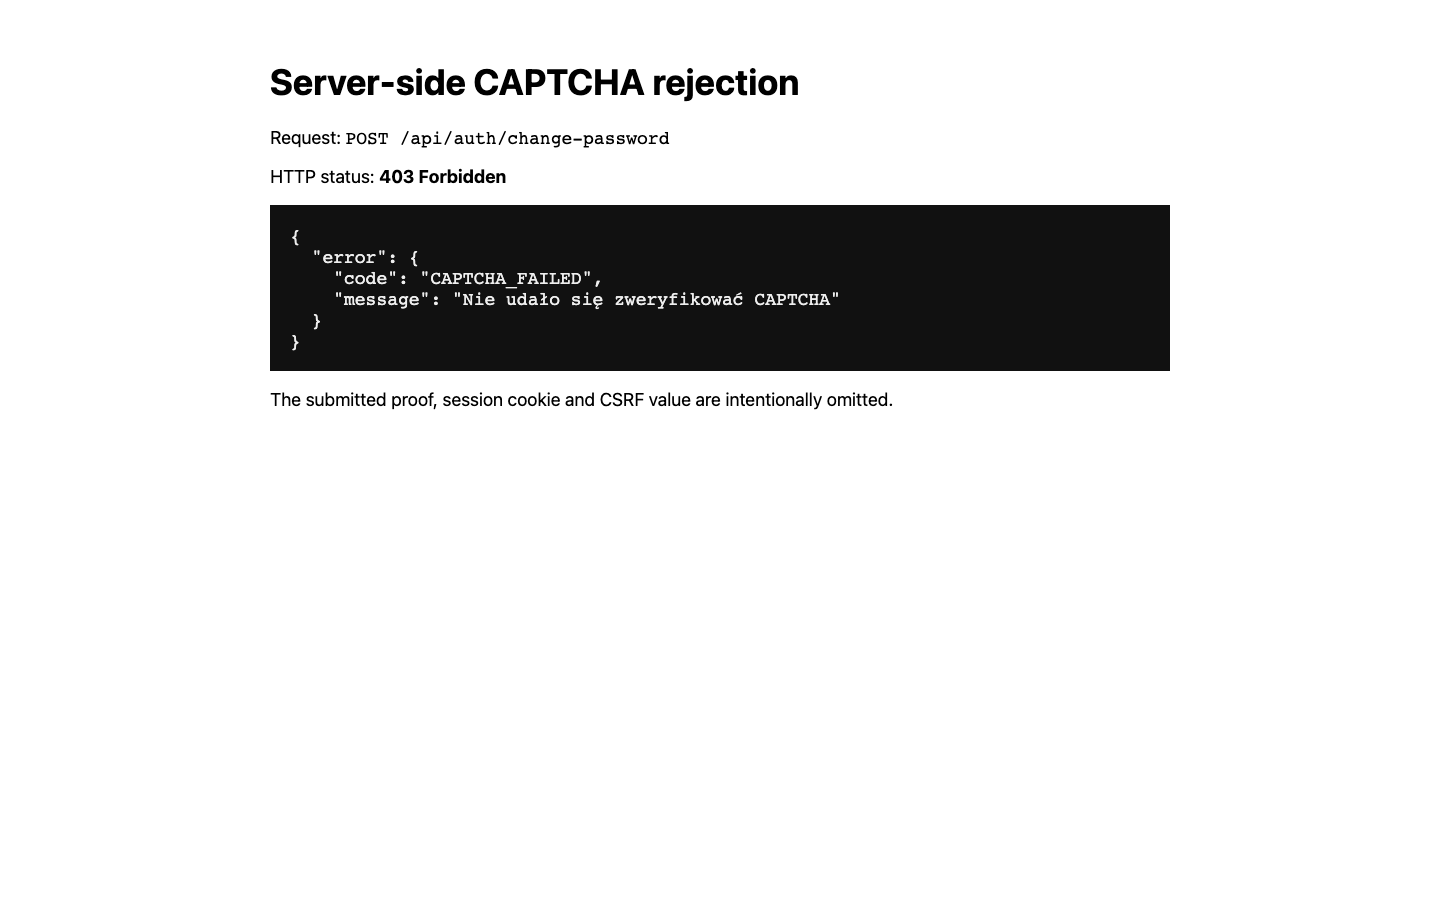 Server-side CAPTCHA rejection
Request: POST /api/auth/change-password
HTTP status: 403 Forbidden
{
  "error": {
    "code": "CAPTCHA_FAILED",
    "message": "Nie udało się zweryfikować CAPTCHA"
  }
}
The submitted proof, session cookie and CSRF value are intentionally omitted.